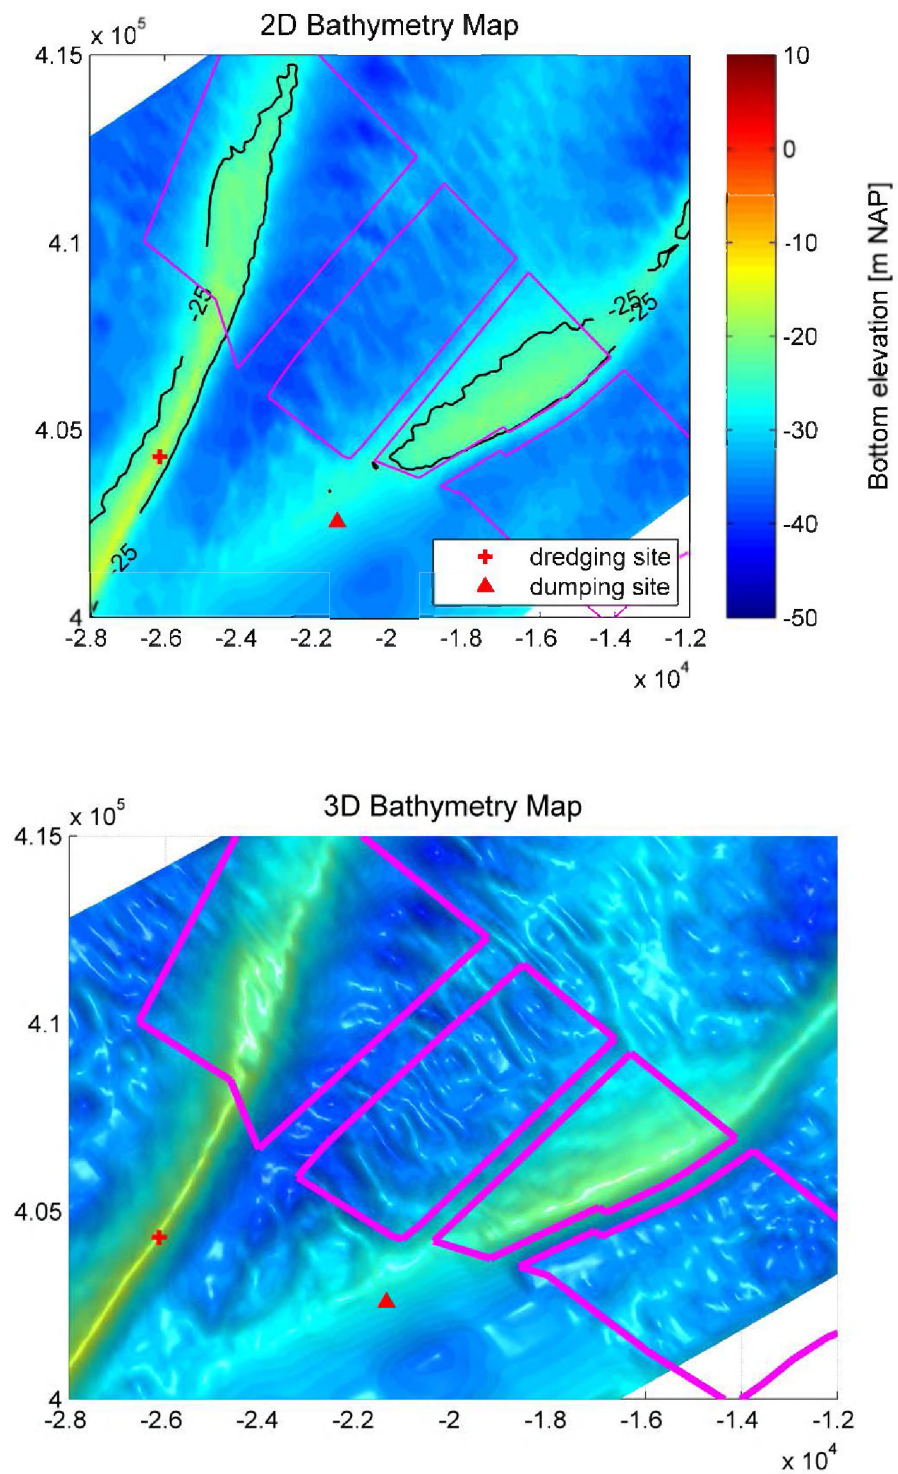 2D Bathymetry Map
x 10^5
4.15
4.1
4.05
4
-25
-25
-25
-25
dredging site
dumping site
-2.8 -2.6 -2.4 -2.2 -2 -1.8 -1.6 -1.4 -1.2
x 10^4
10
0
-10
-20
-30
-40
-50
Bottom elevation [m NAP]
3D Bathymetry Map
x 10^5
4.15
4.1
4.05
4
-2.8 -2.6 -2.4 -2.2 -2 -1.8 -1.6 -1.4 -1.2
x 10^4